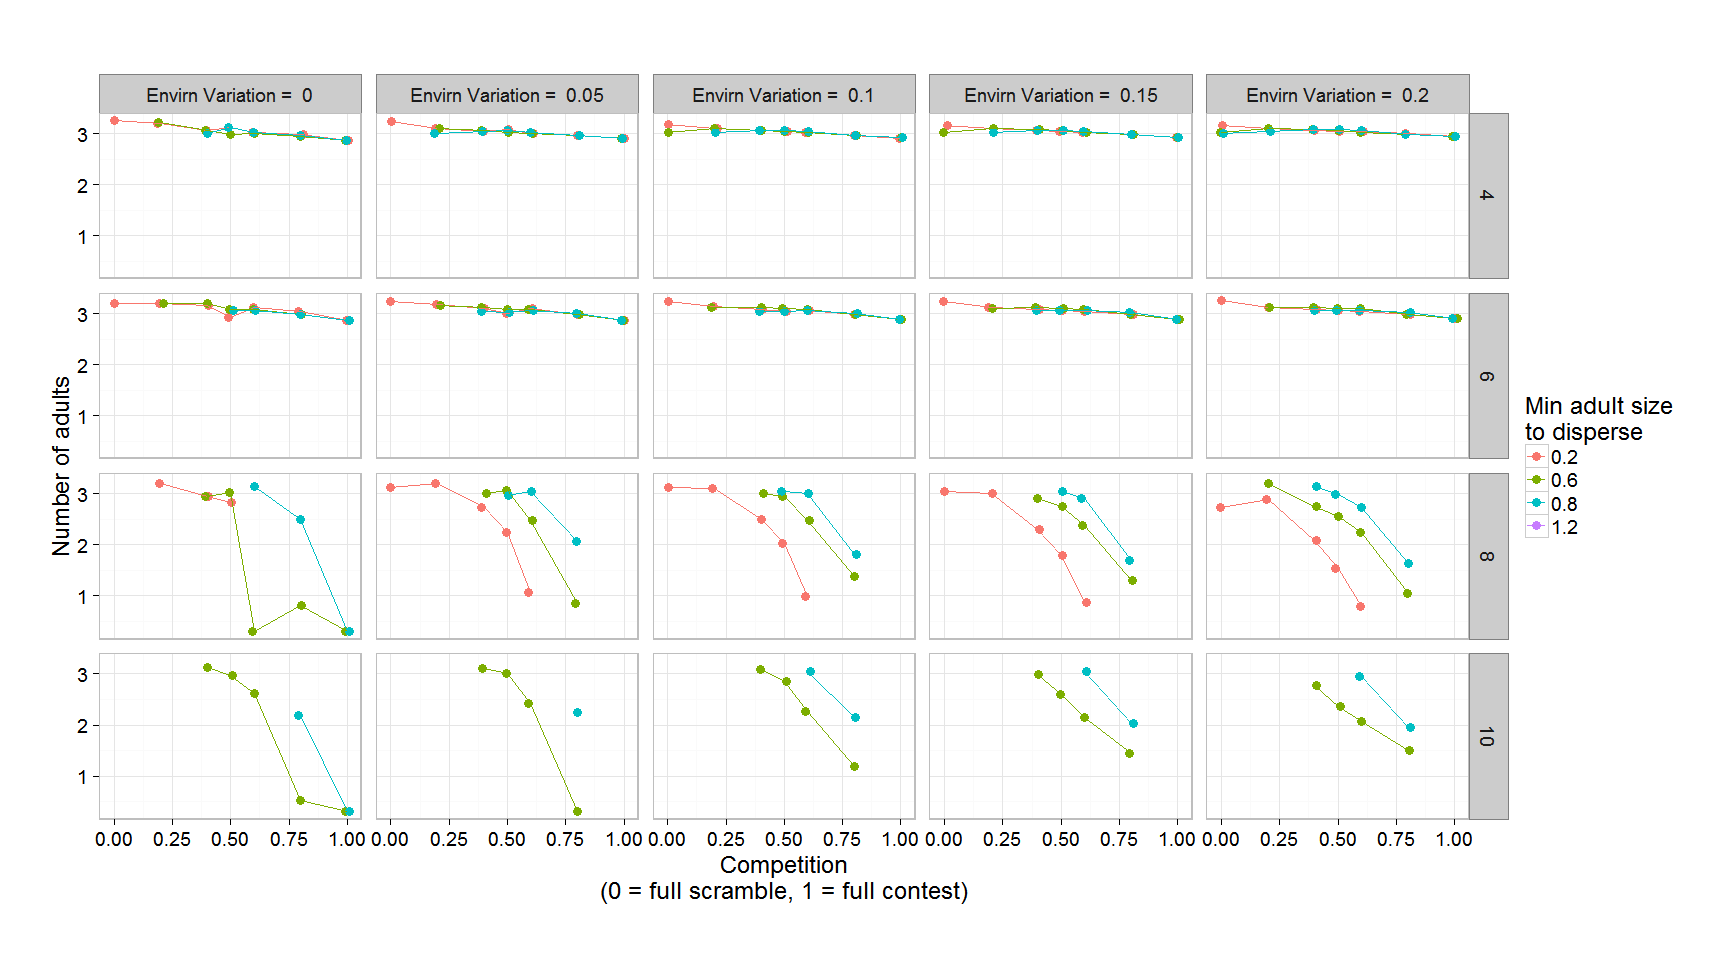 Envirn Variation =  0
Envirn Variation =  0.05
Envirn Variation =  0.1
Envirn Variation =  0.15
Envirn Variation =  0.2
3
2
1
4
3
2
1
6
3
2
1
8
3
2
1
10
Number of adults
0.00 0.25 0.50 0.75 1.00
0.00 0.25 0.50 0.75 1.00
0.00 0.25 0.50 0.75 1.00
0.00 0.25 0.50 0.75 1.00
0.00 0.25 0.50 0.75 1.00
Competition
(0 = full scramble, 1 = full contest)
Min adult size
to disperse
0.2
0.6
0.8
1.2